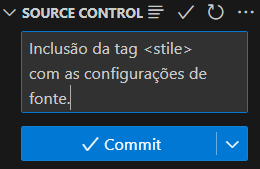 SOURCE CONTROL
Inclusão da tag <stile>
com as configurações de
fonte.
Commit